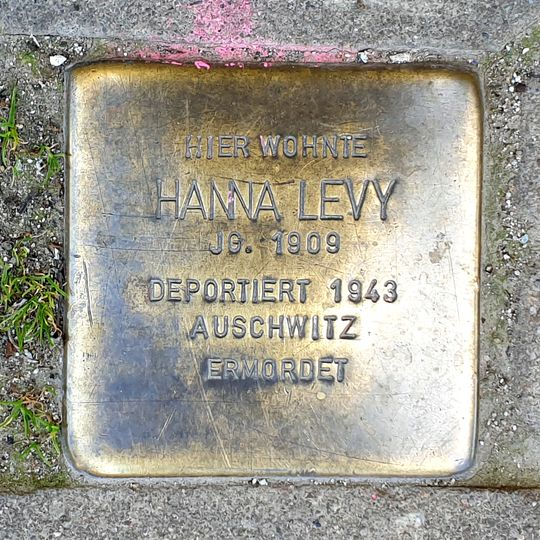 HIER WOHNTE
HANNA LEVY
JG. 1909
DEPORTIERT 1943
AUSCHWITZ
ERMORDET